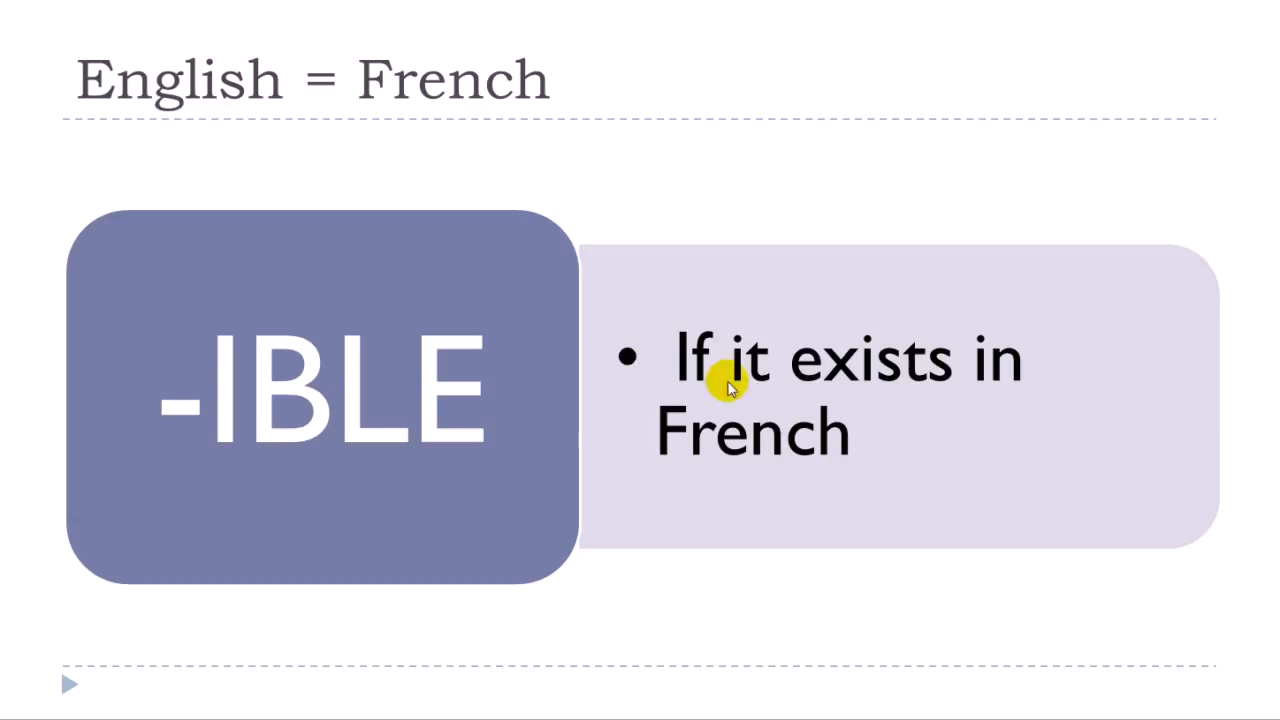 English = French
-IBLE
• If it exists in
French